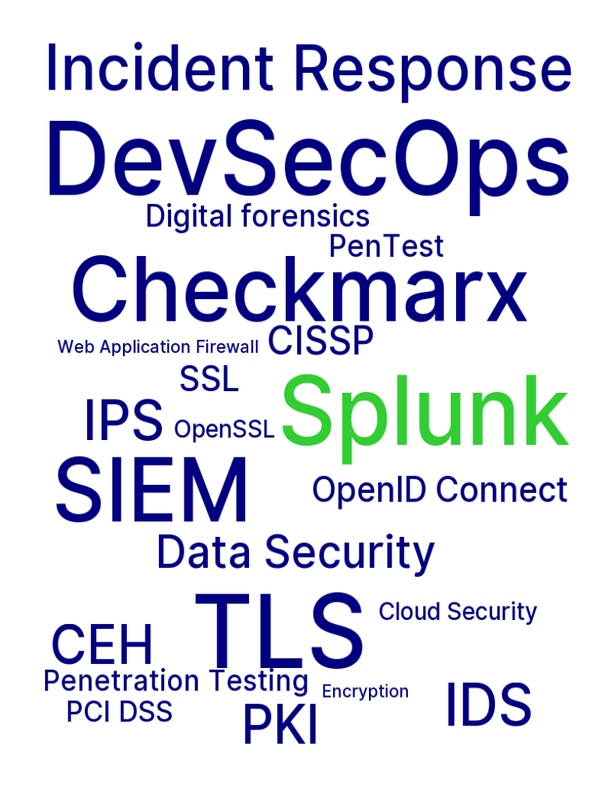 Incident Response
DevSecOps
Digital forensics
PenTest
Checkmarx
Web Application Firewall
CISSP
SSL
Splunk
IPS
OpenSSL
SIEM
OpenID Connect
Data Security
TLS
Cloud Security
CEH
Penetration Testing
Encryption
IDS
PCI DSS
PKI